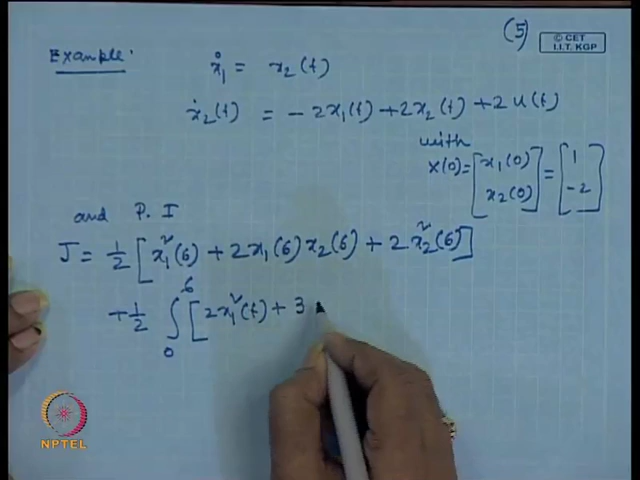 (5)
© CET
I.I.T. KGP
Example:
ẋ₁ = x₂(t)
ẋ₂(t) = -2x₁(t) + 2x₂(t) + 2u(t)
with
X(0) = [x₁(0) x₂(0)] = [1 -2]
and P. I
J = 1/2 [x₁²(6) + 2x₁(6) x₂(6) + 2x₂²(6)]
+ 1/2 ∫₀⁶ [2x₁²(t) + 3
NPTEL